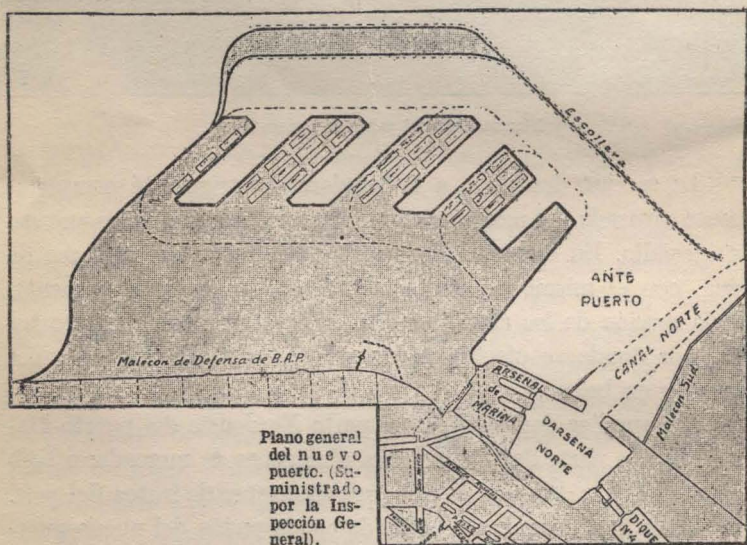 Escollera
ANTE
PUERTO
CANAL NORTE
Malecon Sud
Malecon de Defensa de B.A.P.
ARSENAL
de
MARINA
DARSENA
NORTE
DIQUE
Nº4
Plano general
del nuevo
puerto. (Su-
ministrado
por la Ins-
pección Ge-
neral).